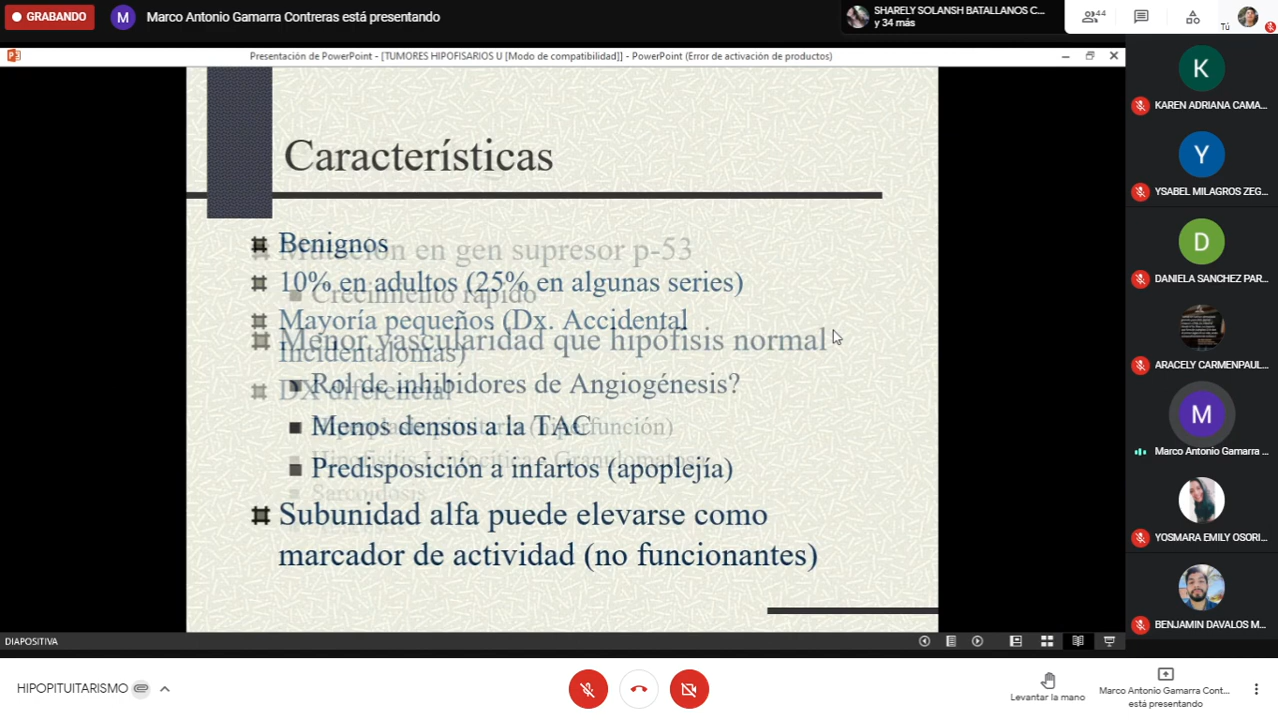 GRABANDO
M
Marco Antonio Gamarra Contreras está presentando
SHARELY SOLANSH BATALLANOS C...
y 34 más
44
Tú
Presentación de PowerPoint - [TUMORES HIPOFISARIOS U [Modo de compatibilidad]] - PowerPoint (Error de activación de productos)
Características
Benignos
Mutación en gen supresor p-53
10% en adultos (25% en algunas series)
Crecimiento rápido
Mayoría pequeños (Dx. Accidental
Menor vascularidad que hipófisis normal
Incidentalomas)
Rol de inhibidores de Angiogénesis?
DX diferencial
Menos densos a la TAC
(hiperfunción)
Hipofisitis Linfocítica - Granulomatosa
Predisposición a infartos (apoplejía)
Sarcoidosis
Subunidad alfa puede elevarse como
marcador de actividad (no funcionantes)
K
KAREN ADRIANA CAMA...
Y
YSABEL MILAGROS ZEG...
D
DANIELA SANCHEZ PAR...
ARACELY CARMENPAUL...
M
Marco Antonio Gamarra ...
YOSMARA EMILY OSORI...
BENJAMIN DAVALOS M...
DIAPOSITIVA
HIPOPITUITARISMO
Levantar la mano
Marco Antonio Gamarra Cont...
está presentando